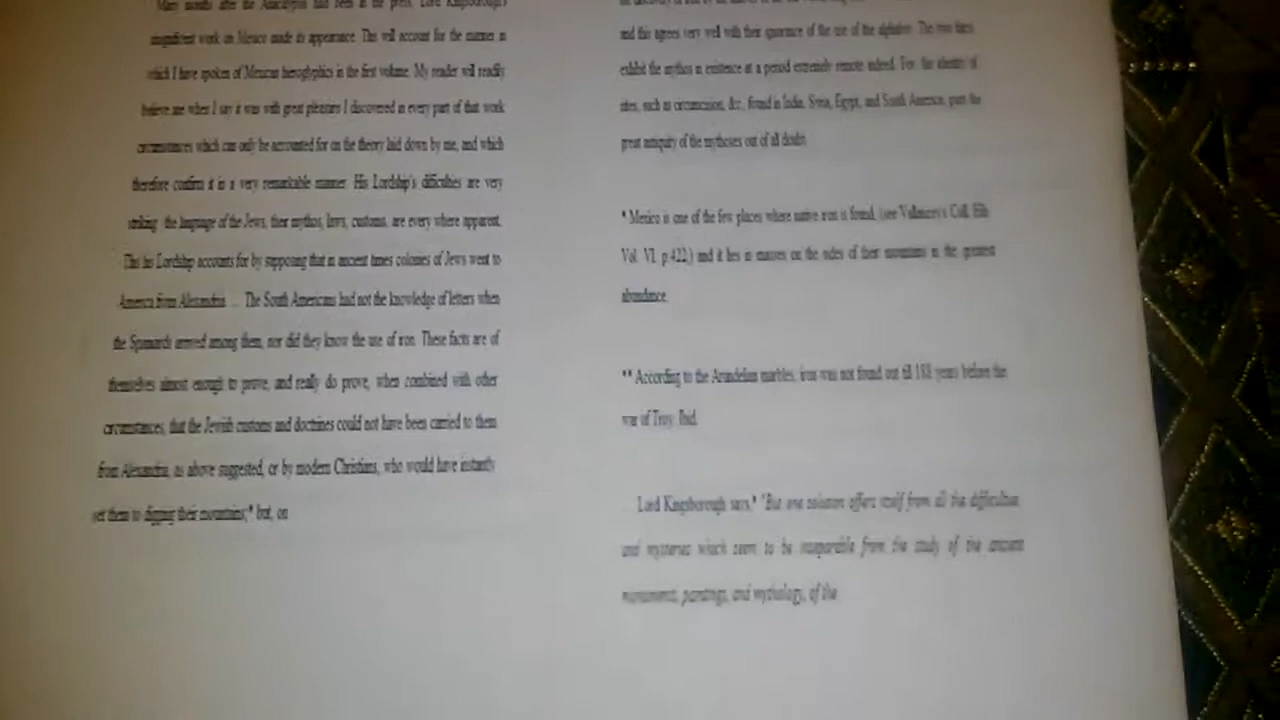 Many months after the Anacalypsis had been in the press, Lord Kingsborough's
magnificent work on Mexico made its appearance. This will account for the manner in
which I have spoken of Mexican hieroglyphics in the first volume. My reader will readily
believe me when I say it was with great pleasure I discovered in every part of that work
circumstances which can only be accounted for on the theory laid down by me, and which
therefore confirm it in a very remarkable manner. His Lordship's difficulties are very
striking: the language of the Jews, their mythos, laws, customs, are every where apparent.
This his Lordship accounts for by supposing that in ancient times colonies of Jews went to
America from Alexandria. ... The South Americans had not the knowledge of letters when
the Spaniards arrived among them, nor did they know the use of iron. These facts are of
themselves almost enough to prove, and really do prove, when combined with other
circumstances, that the Jewish customs and doctrines could not have been carried to them
from Alexandria, as above suggested, or by modern Christians, who would have instantly
set them to digging their mountains;* but, on
and this agrees very well with their ignorance of the use of the alphabet. The two facts
exhibit the mythos in existence at a period extremely remote indeed. For, the identity of
rites, such as circumcision, &c., found in India, Syria, Egypt, and South America, puts the
great antiquity of the mythoses out of all doubt.
* Mexico is one of the few places where native iron is found, (see Vallancey's Coll. Hib.
Vol. VI. p.422,) and it lies in masses on the sides of their mountains in the greatest
abundance.
** According to the Arundelian marbles, iron was not found out till 188 years before the
war of Troy. Ibid.
Lord Kingsborough says,* "But one solution offers itself from all the difficulties
and mysteries which seem to be inseparable from the study of the ancient
monuments, paintings, and mythology, of the